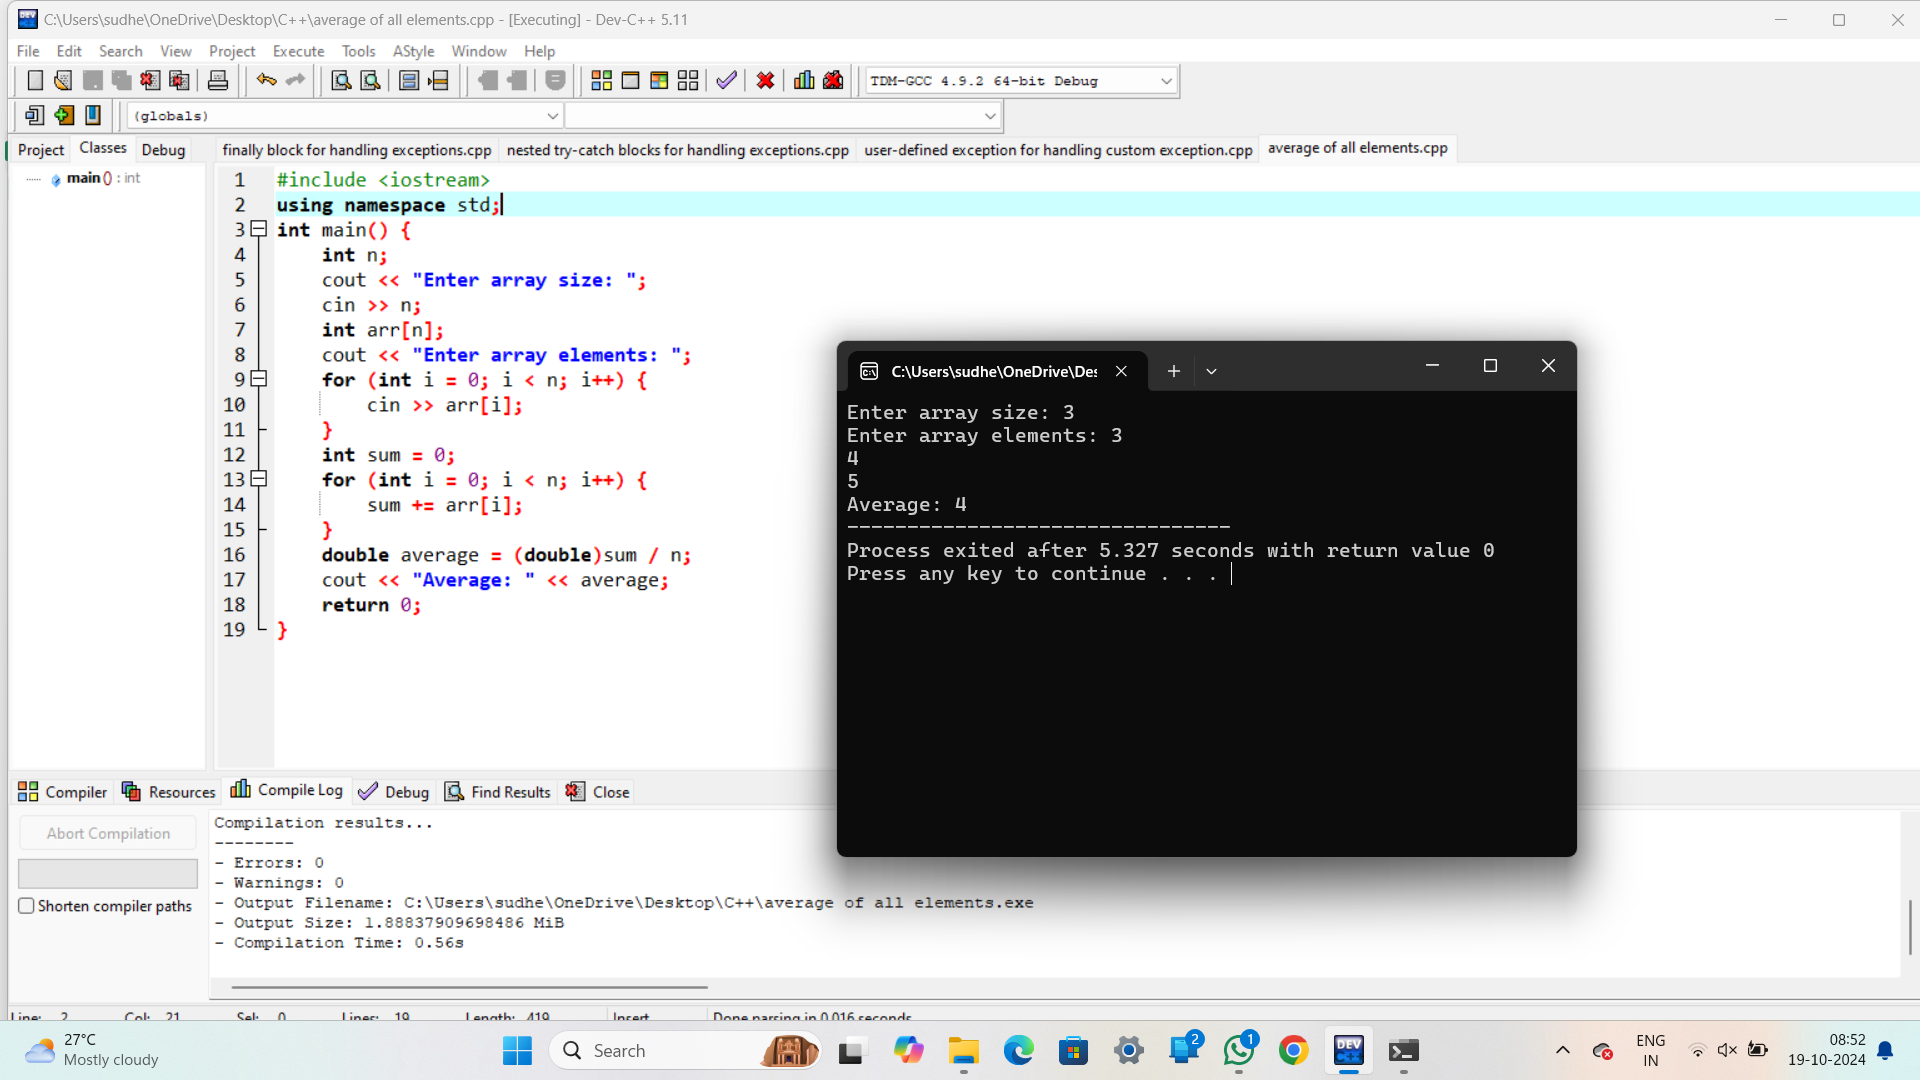 C:\Users\sudhe\OneDrive\Desktop\C++\average of all elements.cpp - [Executing] - Dev-C++ 5.11
File Edit Search View Project Execute Tools AStyle Window Help
TDM-GCC 4.9.2 64-bit Debug
(globals)
Project Classes Debug
finally block for handling exceptions.cpp nested try-catch blocks for handling exceptions.cpp user-defined exception for handling custom exception.cpp average of all elements.cpp
main () : int
1 #include <iostream>
2 using namespace std;
3 int main() {
4 int n;
5 cout << "Enter array size: ";
6 cin >> n;
7 int arr[n];
8 cout << "Enter array elements: ";
9 for (int i = 0; i < n; i++) {
10 cin >> arr[i];
11 }
12 int sum = 0;
13 for (int i = 0; i < n; i++) {
14 sum += arr[i];
15 }
16 double average = (double)sum / n;
17 cout << "Average: " << average;
18 return 0;
19 }
C:\Users\sudhe\OneDrive\Des
Enter array size: 3
Enter array elements: 3
4
5
Average: 4
--------------------------------
Process exited after 5.327 seconds with return value 0
Press any key to continue . . .
Compiler Resources Compile Log Debug Find Results Close
Abort Compilation
Shorten compiler paths
Compilation results...
--------
- Errors: 0
- Warnings: 0
- Output Filename: C:\Users\sudhe\OneDrive\Desktop\C++\average of all elements.exe
- Output Size: 1.88837909698486 MiB
- Compilation Time: 0.56s
Line: 2 Col: 21 Sel: 0 Lines: 19 Length: 419 Insert Done parsing in 0.016 seconds
27°C
Mostly cloudy
Search
DEV
C++
2
1
ENG
IN
08:52
19-10-2024